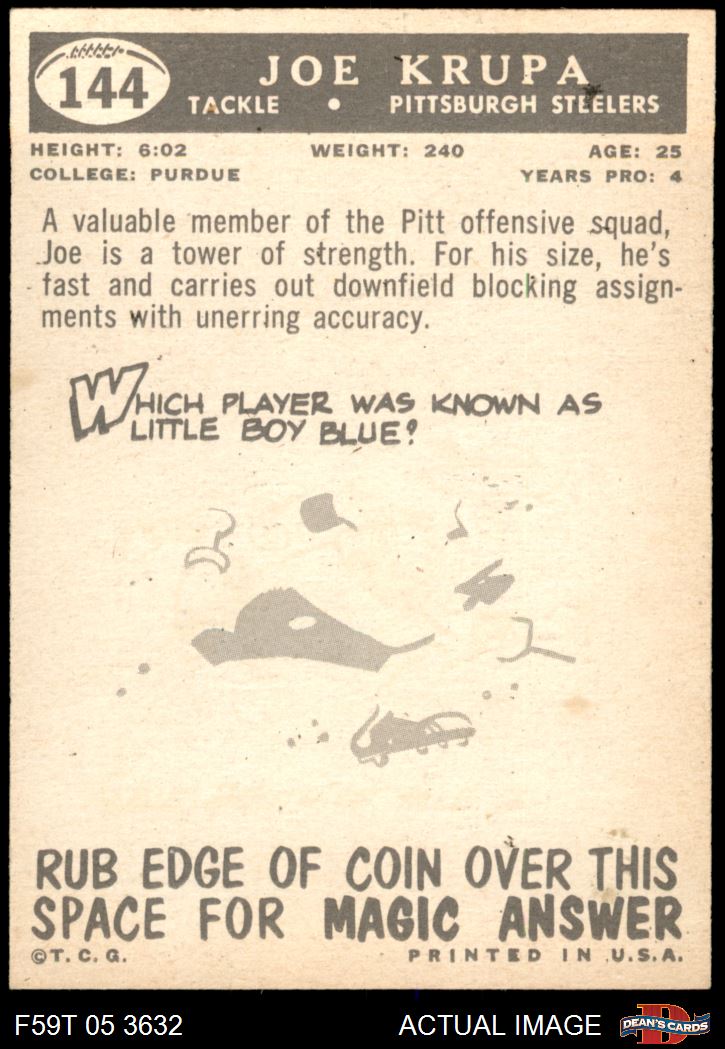 144
JOE KRUPA
TACKLE • PITTSBURGH STEELERS
HEIGHT: 6:02 WEIGHT: 240 AGE: 25
COLLEGE: PURDUE YEARS PRO: 4
A valuable member of the Pitt offensive squad,
Joe is a tower of strength. For his size, he's
fast and carries out downfield blocking assign-
ments with unerring accuracy.
WHICH PLAYER WAS KNOWN AS
LITTLE BOY BLUE?
RUB EDGE OF COIN OVER THIS
SPACE FOR MAGIC ANSWER
©T. C. G. PRINTED IN U.S.A.
F59T 05 3632 ACTUAL IMAGE D DEAN'S CARDS